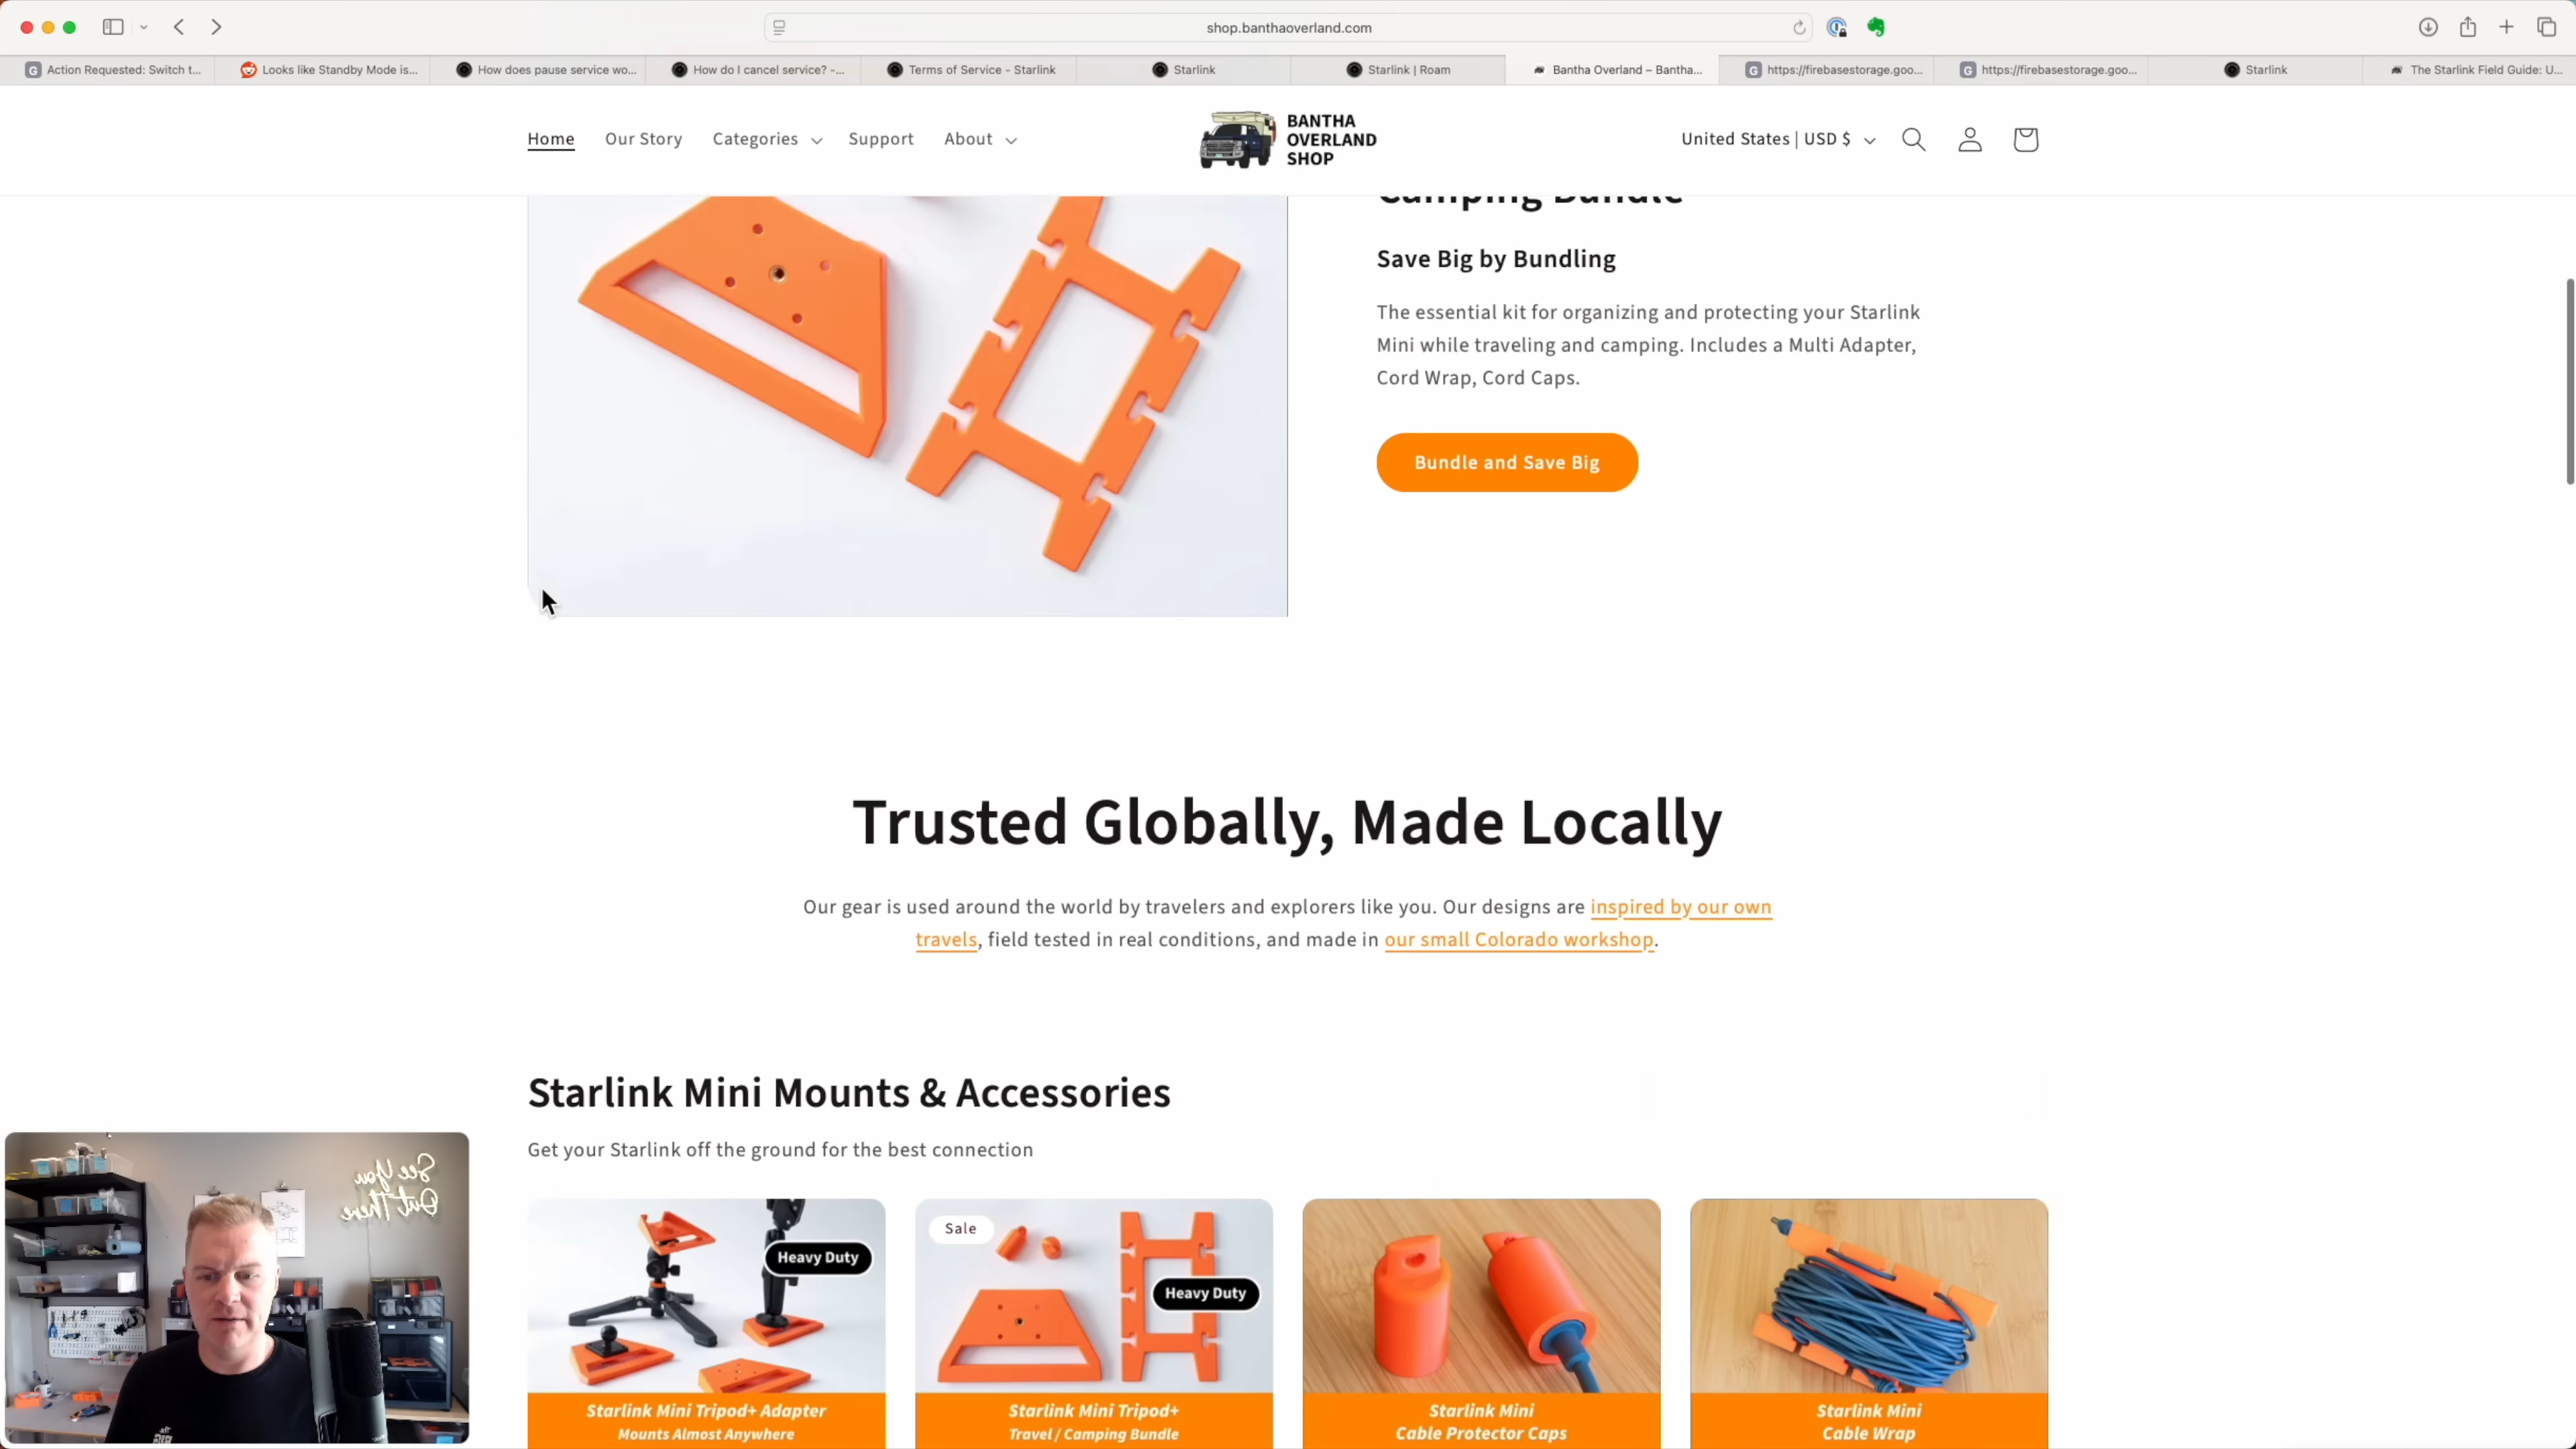 shop.banthaoverland.com
Action Requested: Switch t...
Looks like Standby Mode is...
How does pause service wo...
How do I cancel service? -...
Terms of Service - Starlink
Starlink
Starlink | Roam
Bantha Overland – Bantha...
https://firebasestorage.goo...
https://firebasestorage.goo...
Starlink
The Starlink Field Guide: U...
Home
Our Story
Categories
Support
About
BANTHA
OVERLAND
SHOP
United States | USD $
Camping Bundle
Save Big by Bundling
The essential kit for organizing and protecting your Starlink
Mini while traveling and camping. Includes a Multi Adapter,
Cord Wrap, Cord Caps.
Bundle and Save Big
Trusted Globally, Made Locally
Our gear is used around the world by travelers and explorers like you. Our designs are inspired by our own
travels, field tested in real conditions, and made in our small Colorado workshop.
Starlink Mini Mounts & Accessories
Get your Starlink off the ground for the best connection
See You
Out There
Heavy Duty
Starlink Mini Tripod+ Adapter
Mounts Almost Anywhere
Sale
Heavy Duty
Starlink Mini Tripod+
Travel / Camping Bundle
Starlink Mini
Cable Protector Caps
Starlink Mini
Cable Wrap